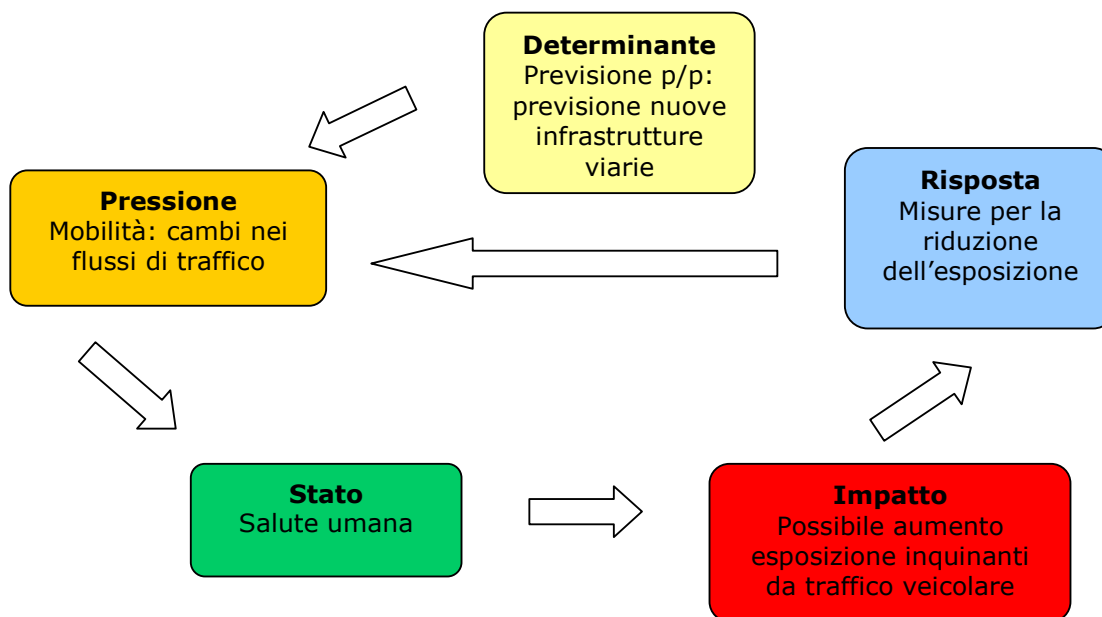 Determinante
Previsione p/p:
previsione nuove
infrastrutture
viarie
Pressione
Mobilità: cambi nei
flussi di traffico
Risposta
Misure per la
riduzione
dell’esposizione
Stato
Salute umana
Impatto
Possibile aumento
esposizione inquinanti
da traffico veicolare